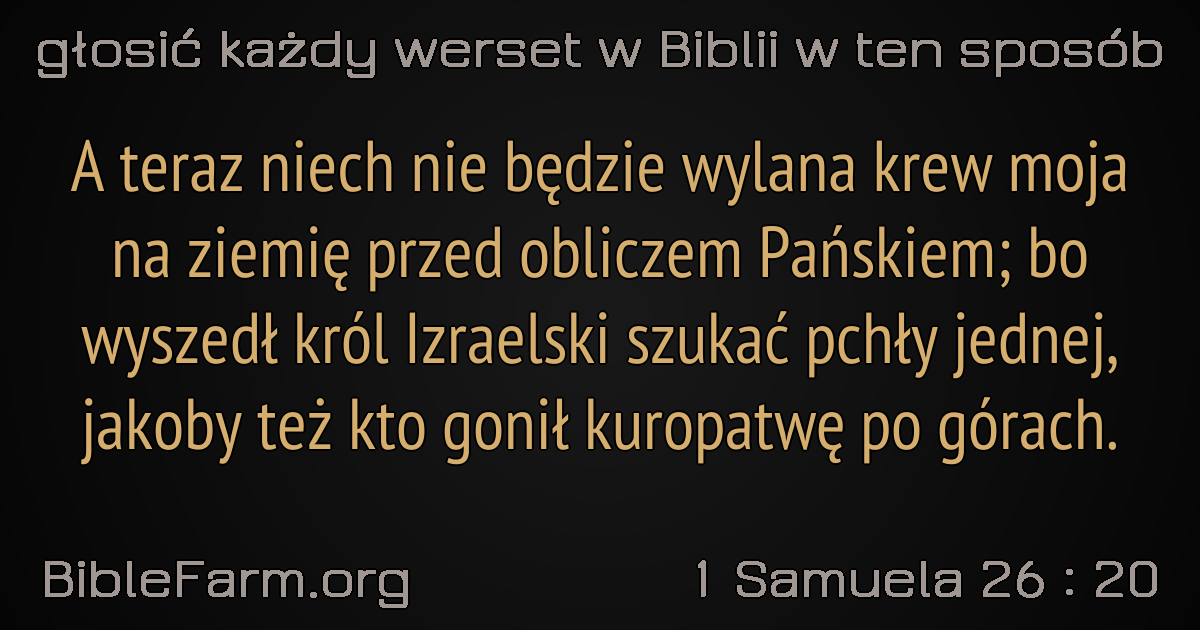 głosić każdy werset w Biblii w ten sposób
A teraz niech nie będzie wylana krew moja
na ziemię przed obliczem Pańskiem; bo
wyszedł król Izraelski szukać pchły jednej,
jakoby też kto gonił kuropatwę po górach.
BibleFarm.org
1 Samuela 26 : 20